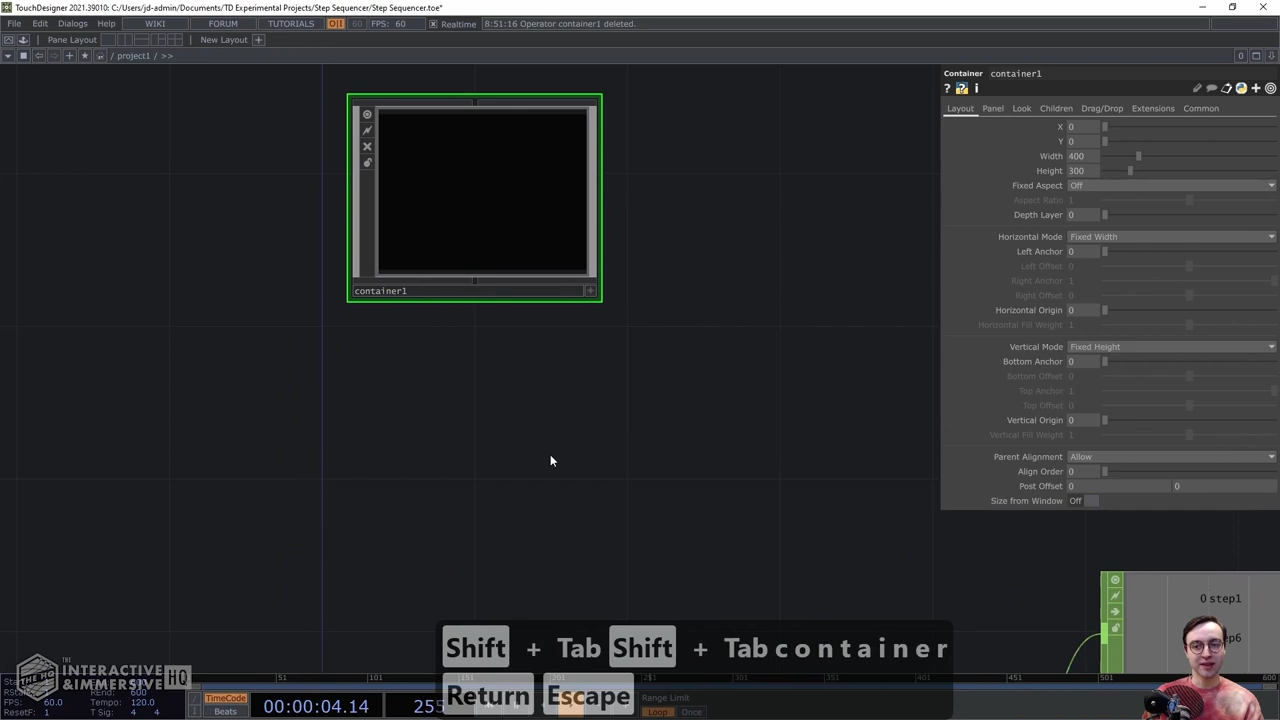 TouchDesigner 2021.39010: C:/Users/jd-admin/Documents/TD Experimental Projects/Step Sequencer/Step Sequencer.toe*
File Edit Dialogs Help WIKI FORUM TUTORIALS O|I 60 FPS: 60 Realtime 8:51:16 Operator container1 deleted.
Pane Layout New Layout +
/ project1 / >> 0
Container container1
Layout Panel Look Children Drag/Drop Extensions Common
X 0
Y 0
Width 400
Height 300
Fixed Aspect Off
Aspect Ratio 1
Depth Layer 0
Horizontal Mode Fixed Width
Left Anchor 0
Left Offset 0
Right Anchor 1
Right Offset 0
Horizontal Origin 0
Horizontal Fill Weight 1
Vertical Mode Fixed Height
Bottom Anchor 0
Bottom Offset 0
Top Anchor 1
Top Offset 0
Vertical Origin 0
Vertical Fill Weight 1
Parent Alignment Allow
Align Order 0
Post Offset 0 0
Size from Window Off
container1
0 step1
Shift + Tab Shift + Tab c o n t a i n e r
Return Escape
THE INTERACTIVE & IMMERSIVE HQ
51 101 151 201 251 301 351 401 451 501 600
REnd: 600
FPS: 60.0 Tempo: 120.0
ResetF: 1 T Sig: 4 4
TimeCode
Beats
00:00:04.14 255
Range Limit
Loop Once